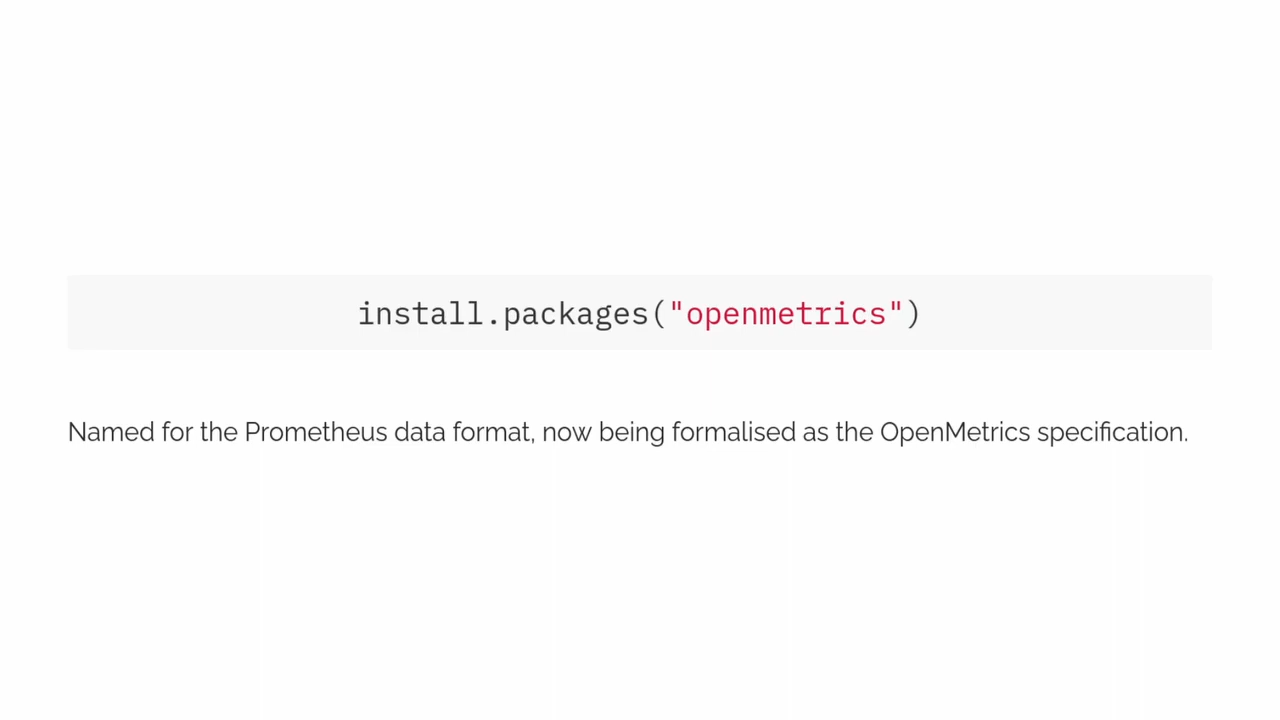 install.packages("openmetrics")
Named for the Prometheus data format, now being formalised as the OpenMetrics specification.